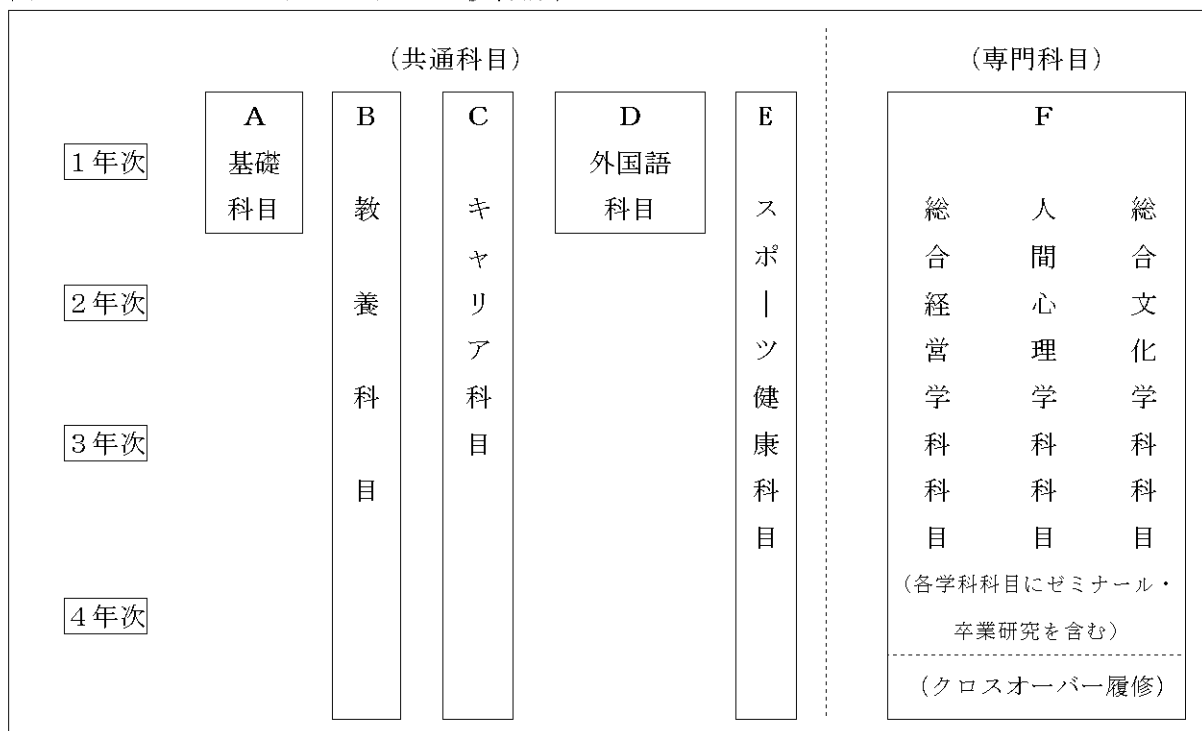 (共通科目)
(専門科目)
1年次
2年次
3年次
4年次
A
基礎
科目
B
教養科目
C
キャリア科目
D
外国語
科目
E
スポーツ健康科目
F
総合経営学科科目
人間心理学科科目
総合文化学科科目
(各学科科目にゼミナール・
卒業研究を含む)
(クロスオーバー履修)